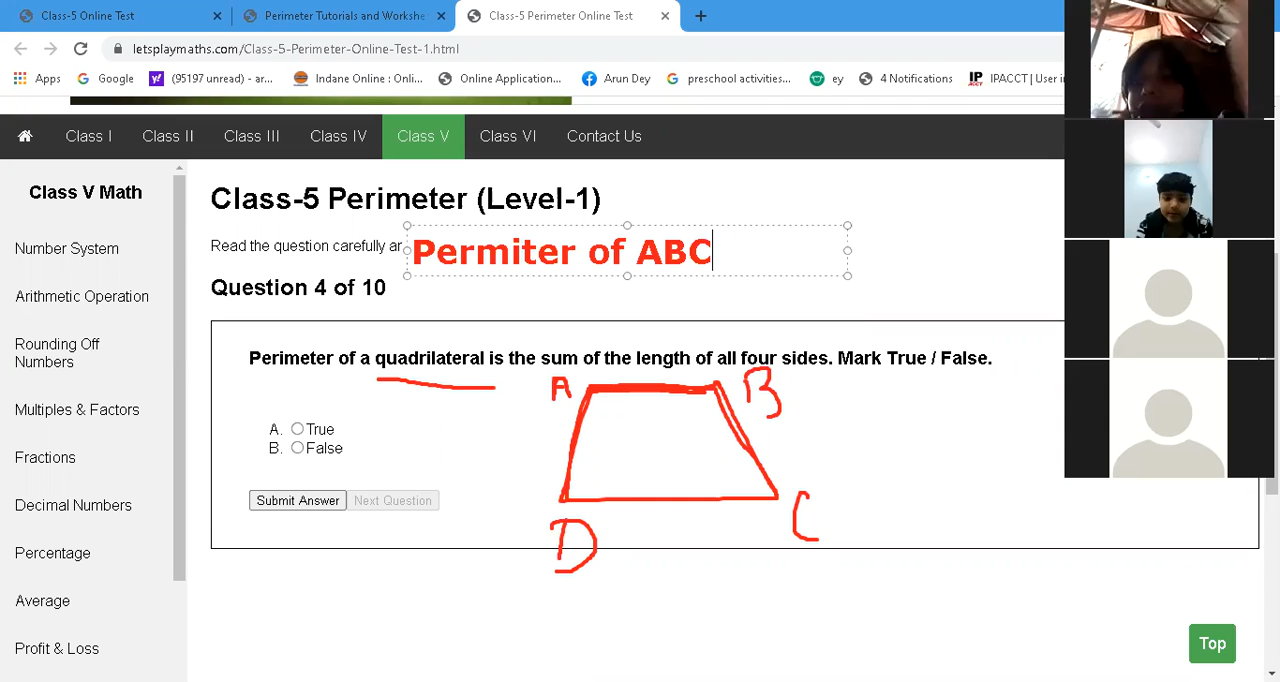 Class-5 Online Test
Perimeter Tutorials and Workshe
Class-5 Perimeter Online Test
letsplaymaths.com/Class-5-Perimeter-Online-Test-1.html
Apps
Google
(95197 unread) - ar...
Indane Online : Onli...
Online Application...
Arun Dey
preschool activities...
ey
4 Notifications
IPACCT | User in
Class I
Class II
Class III
Class IV
Class V
Class VI
Contact Us
Class V Math
Number System
Arithmetic Operation
Rounding Off
Numbers
Multiples & Factors
Fractions
Decimal Numbers
Percentage
Average
Profit & Loss
Class-5 Perimeter (Level-1)
Read the question carefully ar
Permiter of ABC
Question 4 of 10
Perimeter of a quadrilateral is the sum of the length of all four sides. Mark True / False.
A. True
B. False
Submit Answer
Next Question
A
B
D
C
Top